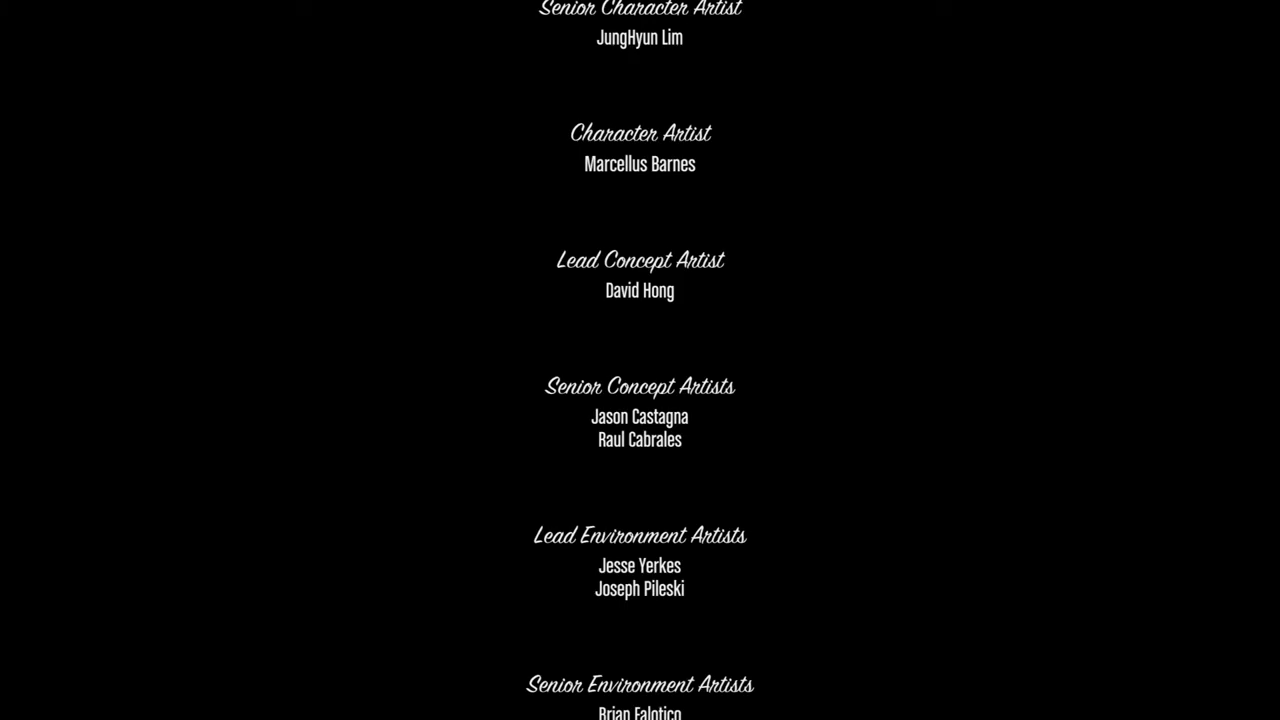 Senior Character Artist
JungHyun Lim
Character Artist
Marcellus Barnes
Lead Concept Artist
David Hong
Senior Concept Artists
Jason Castagna
Raul Cabrales
Lead Environment Artists
Jesse Yerkes
Joseph Pileski
Senior Environment Artists
Brian Falotico